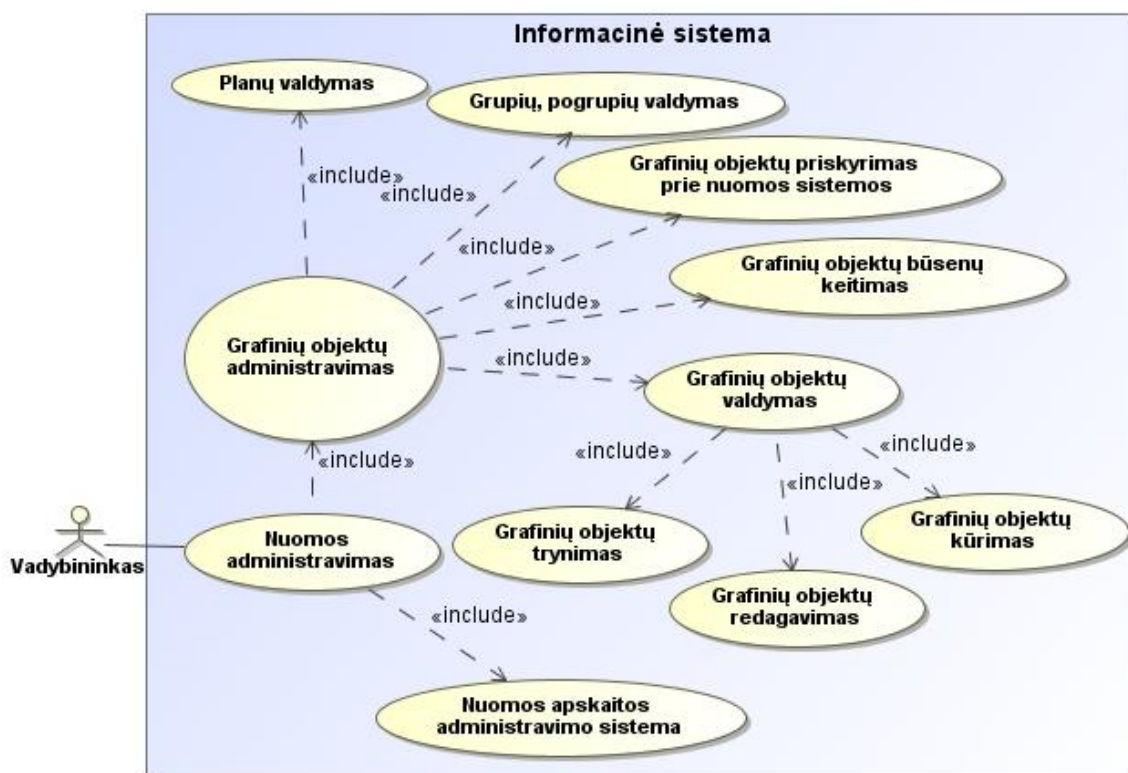 Informacinė sistema
Planų valdymas
Grupių, pogrupių valdymas
«include»
«include»
Grafinių objektų priskyrimas
prie nuomos sistemos
«include»
Grafinių objektų būsenų
keitimas
«include»
Grafinių objektų
administravimas
«include»
Grafinių objektų
valdymas
«include»
«include»
«include»
«include»
Vadybininkas
Nuomos
administravimas
Grafinių objektų
trynimas
Grafinių objektų
kūrimas
Grafinių objektų
redagavimas
«include»
Nuomos apskaitos
administravimo sistema